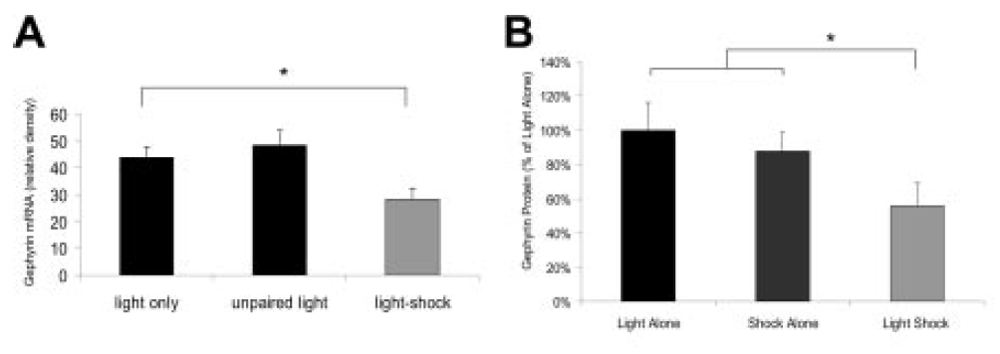 A
*
Gephyrin mRNA (relative density)
60
50
40
30
20
10
0
light only unpaired light light-shock
B
*
Gephyrin Protein (% of Light Alone)
140%
120%
100%
80%
60%
40%
20%
0%
Light Alone Shock Alone Light Shock